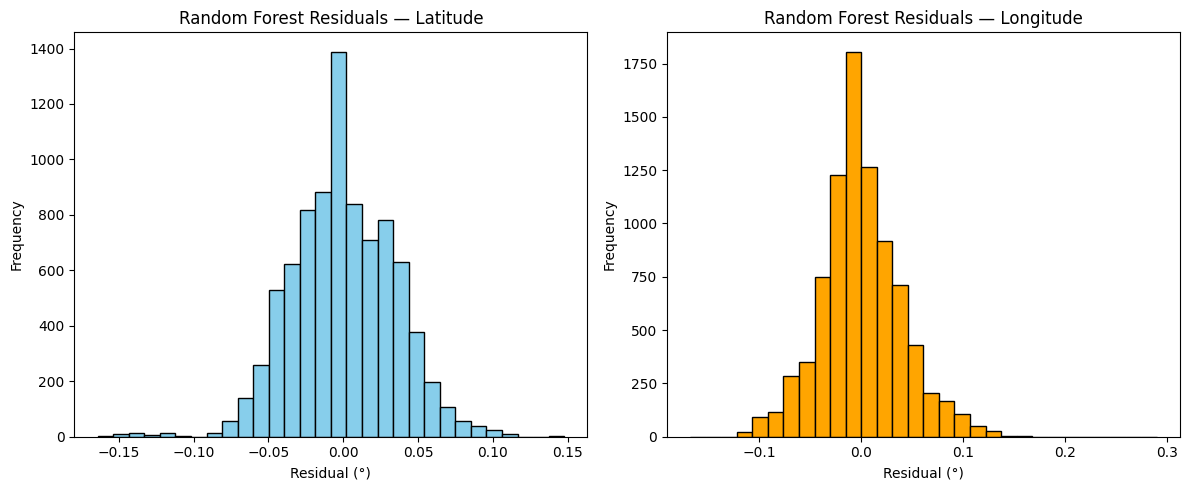 Random Forest Residuals — Latitude
Frequency
1400
1200
1000
800
600
400
200
0
−0.15 −0.10 −0.05 0.00 0.05 0.10 0.15
Residual (°)
Random Forest Residuals — Longitude
Frequency
1750
1500
1250
1000
750
500
250
0
−0.1 0.0 0.1 0.2 0.3
Residual (°)